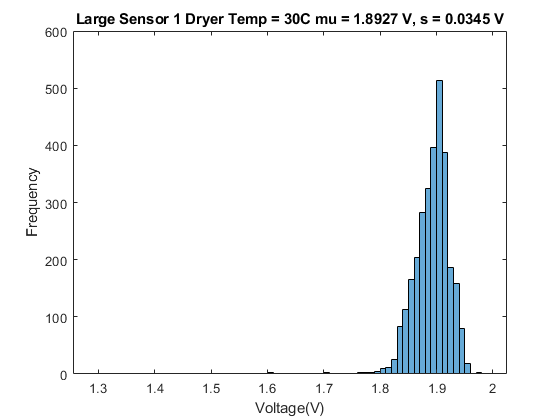 Large Sensor 1 Dryer Temp = 30C mu = 1.8927 V, s = 0.0345 V
600
500
400
300
200
100
0
Frequency
1.3 1.4 1.5 1.6 1.7 1.8 1.9 2
Voltage(V)